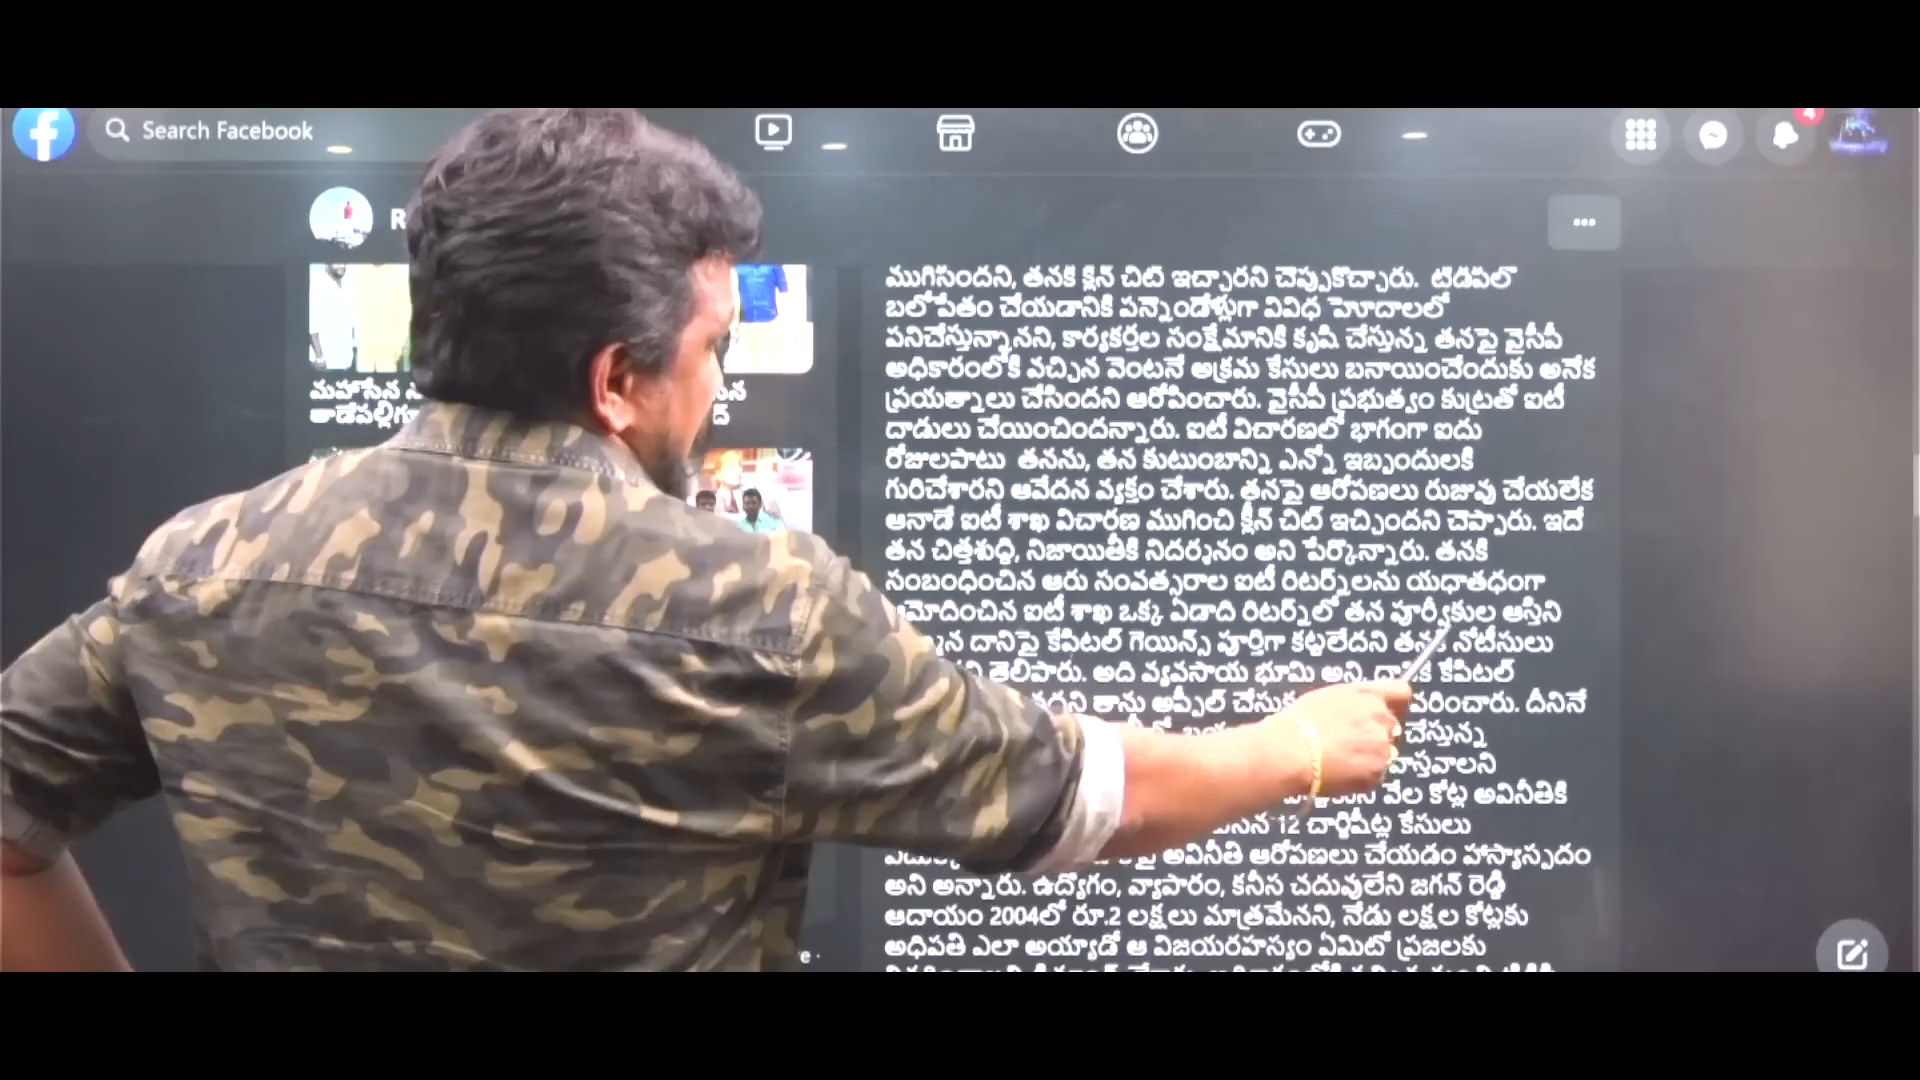 Search Facebook
R
మహాసేన
తాడేపల్లిగూ
ముగిసిందని, తనకి క్లీన్ చిట్ ఇచ్చారని చెప్పుకొచ్చారు. టిడిపిలో
బలోపేతం చేయడానికి పన్నెండేళ్లుగా వివిధ హెూదాలలో
పనిచేస్తున్నానని, కార్యకర్తల సంక్షేమానికి కృషి చేస్తున్న తనపై వైసీపీ
అధికారంలోకి వచ్చిన వెంటనే అక్రమ కేసులు బనాయించేందుకు అనేక
ప్రయత్నాలు చేసిందని ఆరోపించారు. వైసీపీ ప్రభుత్వం కుట్రతో ఐటీ
దాడులు చేయించిందన్నారు. ఐటీ విచారణలో భాగంగా ఐదు
రోజులపాటు తనను, తన కుటుంబాన్ని ఎన్నో ఇబ్బందులకి
గురిచేశారని ఆవేదన వ్యక్తం చేశారు. తనపై ఆరోపణలు రుజువు చేయలేక
ఆనాడే ఐటీ శాఖ విచారణ ముగించి క్లీన్ చిట్ ఇచ్చిందని చెప్పారు. ఇదే
తన చిత్తశుద్ధి, నిజాయితీకి నిదర్శనం అని పేర్కొన్నారు. తనకి
సంబంధించిన ఆరు సంవత్సరాల ఐటీ రిటర్న్‌లను యధాతధంగా
ఐటీ శాఖ ఒక్క ఏడాది రిటర్న్‌లో తన పూర్వీకుల ఆస్తిని
దానిపై కేపిటల్ గెయిన్స్ పూర్తిగా కట్టలేదని తనకి నోటీసులు
తెలిపారు. అది వ్యవసాయ భూమి అని, దానికి కేపిటల్
తాను అప్పీల్ చేసుకు వరించారు. దీనినే
చేస్తున్న
వాస్తవాలని
వేల కోట్ల అవినీతికి
12 చార్జిషీట్ల కేసులు
అవినీతి ఆరోపణలు చేయడం హాస్యాస్పదం
అని అన్నారు. ఉద్యోగం, వ్యాపారం, కనీస చదువులేని జగన్ రెడ్డి
ఆదాయం 2004లో రూ.2 లక్షలు మాత్రమేనని, నేడు లక్షల కోట్లకు
అధిపతి ఎలా అయ్యాడో ఆ విజయరహస్యం ఏమిటో ప్రజలకు